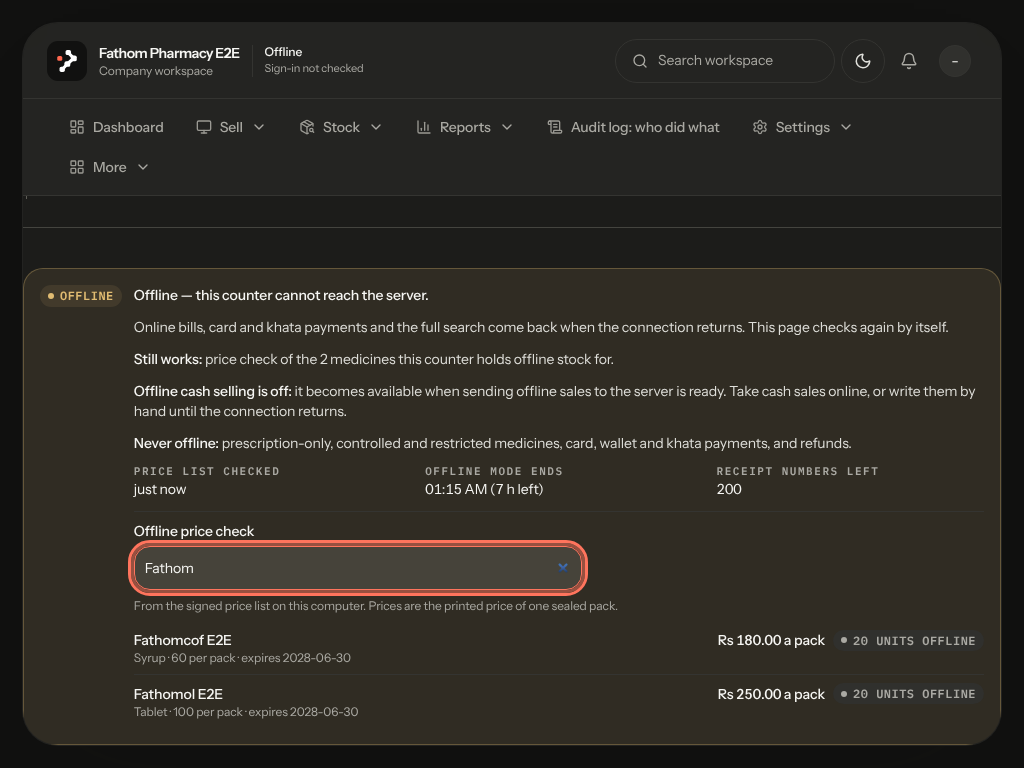 Fathom Pharmacy E2E
Company workspace
Offline
Sign-in not checked
Search workspace
-
Dashboard
Sell
Stock
Reports
Audit log: who did what
Settings
More
OFFLINE
Offline — this counter cannot reach the server.
Online bills, card and khata payments and the full search come back when the connection returns. This page checks again by itself.
Still works: price check of the 2 medicines this counter holds offline stock for.
Offline cash selling is off: it becomes available when sending offline sales to the server is ready. Take cash sales online, or write them by
hand until the connection returns.
Never offline: prescription-only, controlled and restricted medicines, card, wallet and khata payments, and refunds.
PRICE LIST CHECKED
just now
OFFLINE MODE ENDS
01:15 AM (7 h left)
RECEIPT NUMBERS LEFT
200
Offline price check
Fathom
From the signed price list on this computer. Prices are the printed price of one sealed pack.
Fathomcof E2E
Syrup · 60 per pack · expires 2028-06-30
Rs 180.00 a pack
20 UNITS OFFLINE
Fathomol E2E
Tablet · 100 per pack · expires 2028-06-30
Rs 250.00 a pack
20 UNITS OFFLINE